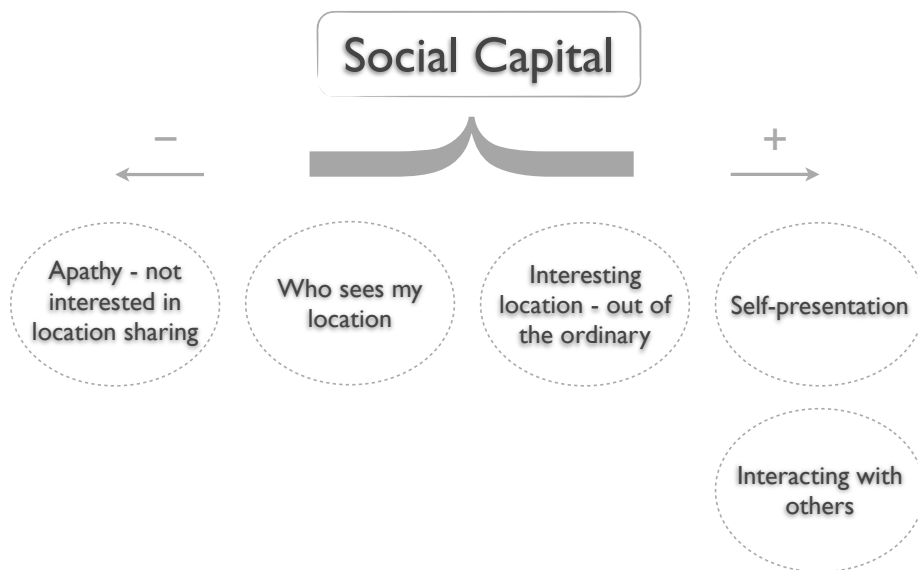 Social Capital
−
+
Apathy - not
interested in
location sharing
Who sees my
location
Interesting
location - out of
the ordinary
Self-presentation
Interacting with
others